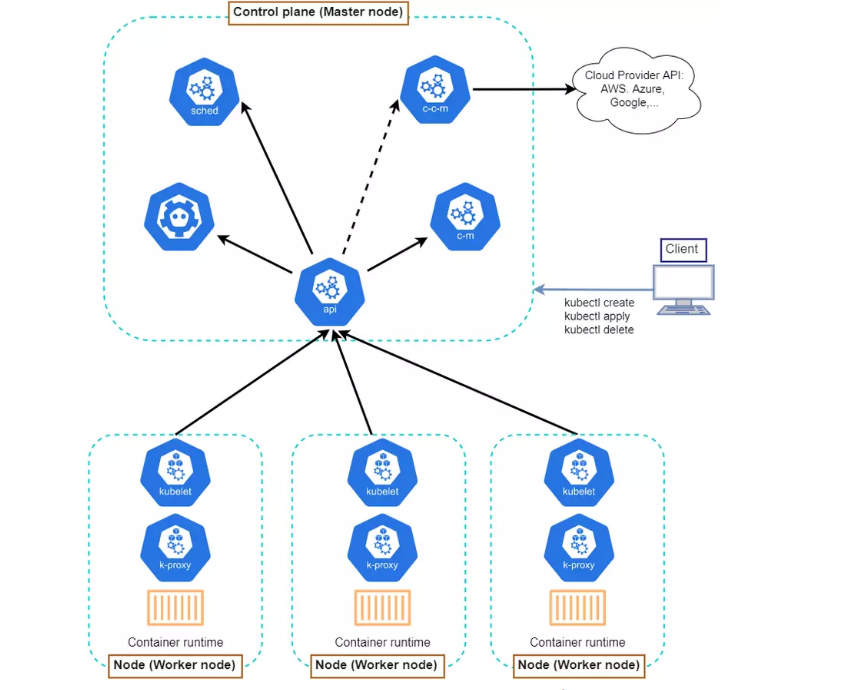 Control plane (Master node)
sched
c-c-m
Cloud Provider API:
AWS. Azure,
Google,...
c-m
api
Client
kubectl create
kubectl apply
kubectl delete
kubelet
kubelet
kubelet
k-proxy
k-proxy
k-proxy
Container runtime
Container runtime
Container runtime
Node (Worker node)
Node (Worker node)
Node (Worker node)